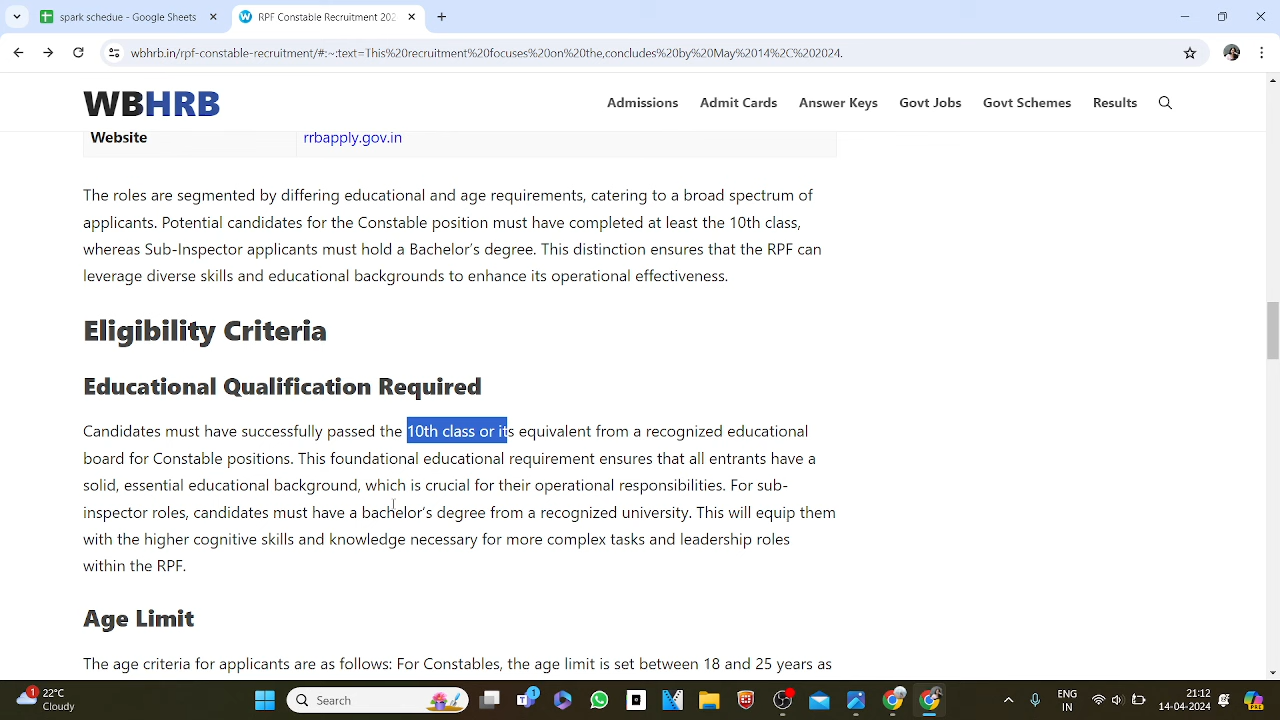 spark schedue - Google Sheets
RPF Constable Recruitment 202
wbhrb.in/rpf-constable-recruitment/#:~:text=This%20recruitment%20focuses%20on%20the,concludes%20by%20May%2014%2C%202024.
WBHRB
Admissions Admit Cards Answer Keys Govt Jobs Govt Schemes Results
Website rrbapply.gov.in
The roles are segmented by differing educational and age requirements, catering to a broad spectrum of
applicants. Potential candidates for the Constable position must have completed at least the 10th class,
whereas Sub-Inspector applicants must hold a Bachelor's degree. This distinction ensures that the RPF can
leverage diverse skills and educational backgrounds to enhance its operational effectiveness.
Eligibility Criteria
Educational Qualification Required
Candidates must have successfully passed the 10th class or its equivalent from a recognized educational
board for Constable positions. This foundational educational requirement ensures that all entrants have a
solid, essential educational background, which is crucial for their operational responsibilities. For sub-
inspector roles, candidates must have a bachelor's degree from a recognized university. This will equip them
with the higher cognitive skills and knowledge necessary for more complex tasks and leadership roles
within the RPF.
Age Limit
The age criteria for applicants are as follows: For Constables, the age limit is set between 18 and 25 years as
1
22°C
Cloudy
Search
1
ENG
IN
21:12
14-04-2024
PRE